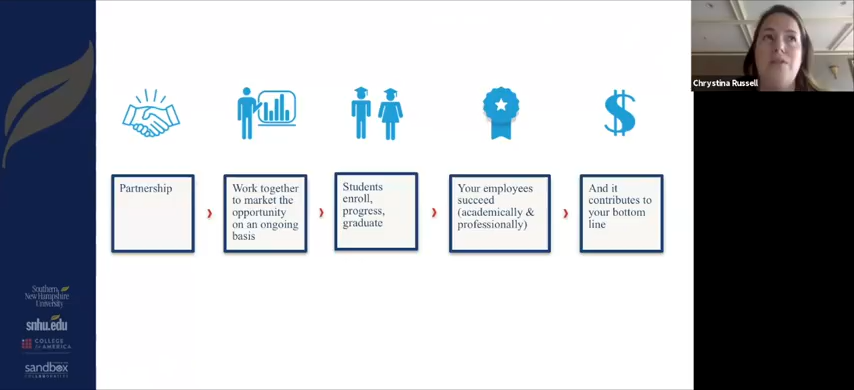 Chrystina Russell
Partnership
Work together
to market the
opportunity
on an ongoing
basis
Students
enroll,
progress,
graduate
Your employees
succeed
(academically &
professionally)
And it
contributes to
your bottom
line
Southern
New Hampshire
University
snhu.edu
COLLEGE
for AMERICA
sandbox